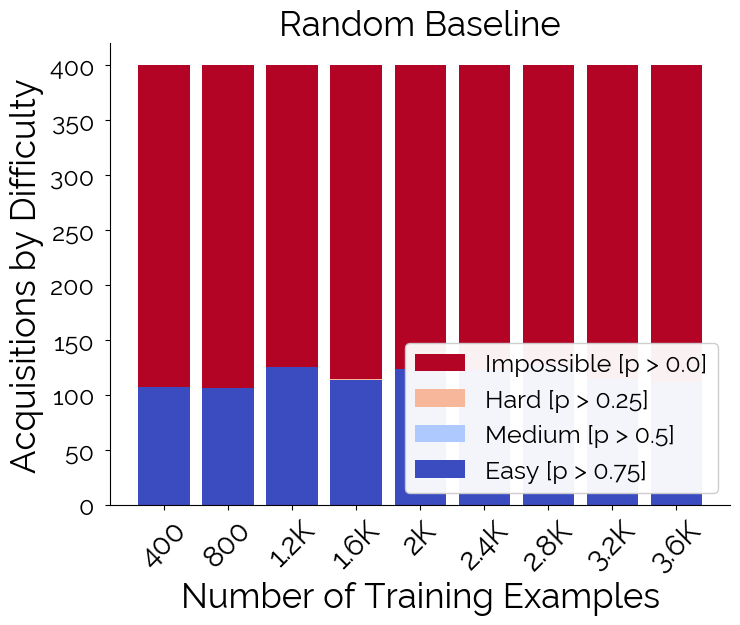 Random Baseline
Acquisitions by Difficulty
400
350
300
250
200
150
100
50
0
Impossible [p > 0.0]
Hard [p > 0.25]
Medium [p > 0.5]
Easy [p > 0.75]
400
800
1.2K
1.6K
2K
2.4K
2.8K
3.2K
3.6K
Number of Training Examples